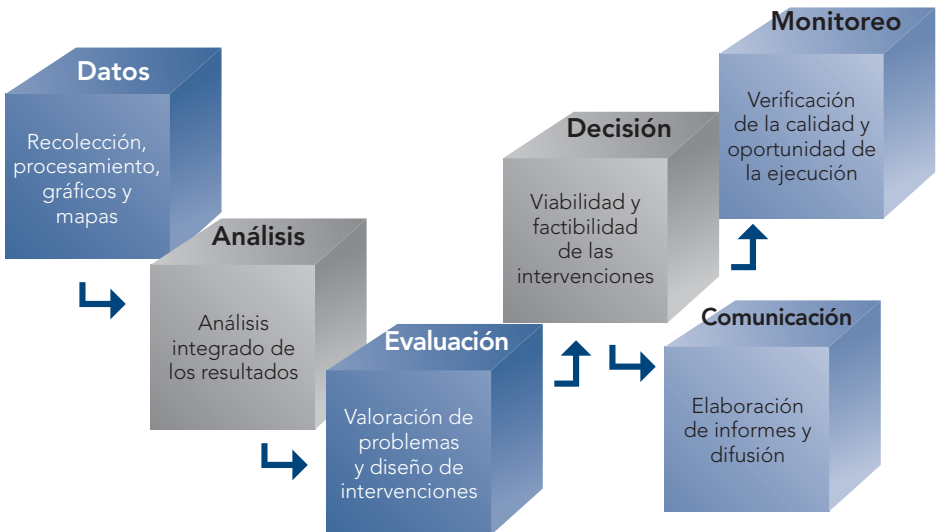 Datos
Recolección,
procesamiento,
gráficos y
mapas
Análisis
Análisis
integrado de
los resultados
Evaluación
Valoración de
problemas
y diseño de
intervenciones
Decisión
Viabilidad y
factibilidad
de las
intervenciones
Monitoreo
Verificación
de la calidad y
oportunidad de
la ejecución
Comunicación
Elaboración
de informes y
difusión